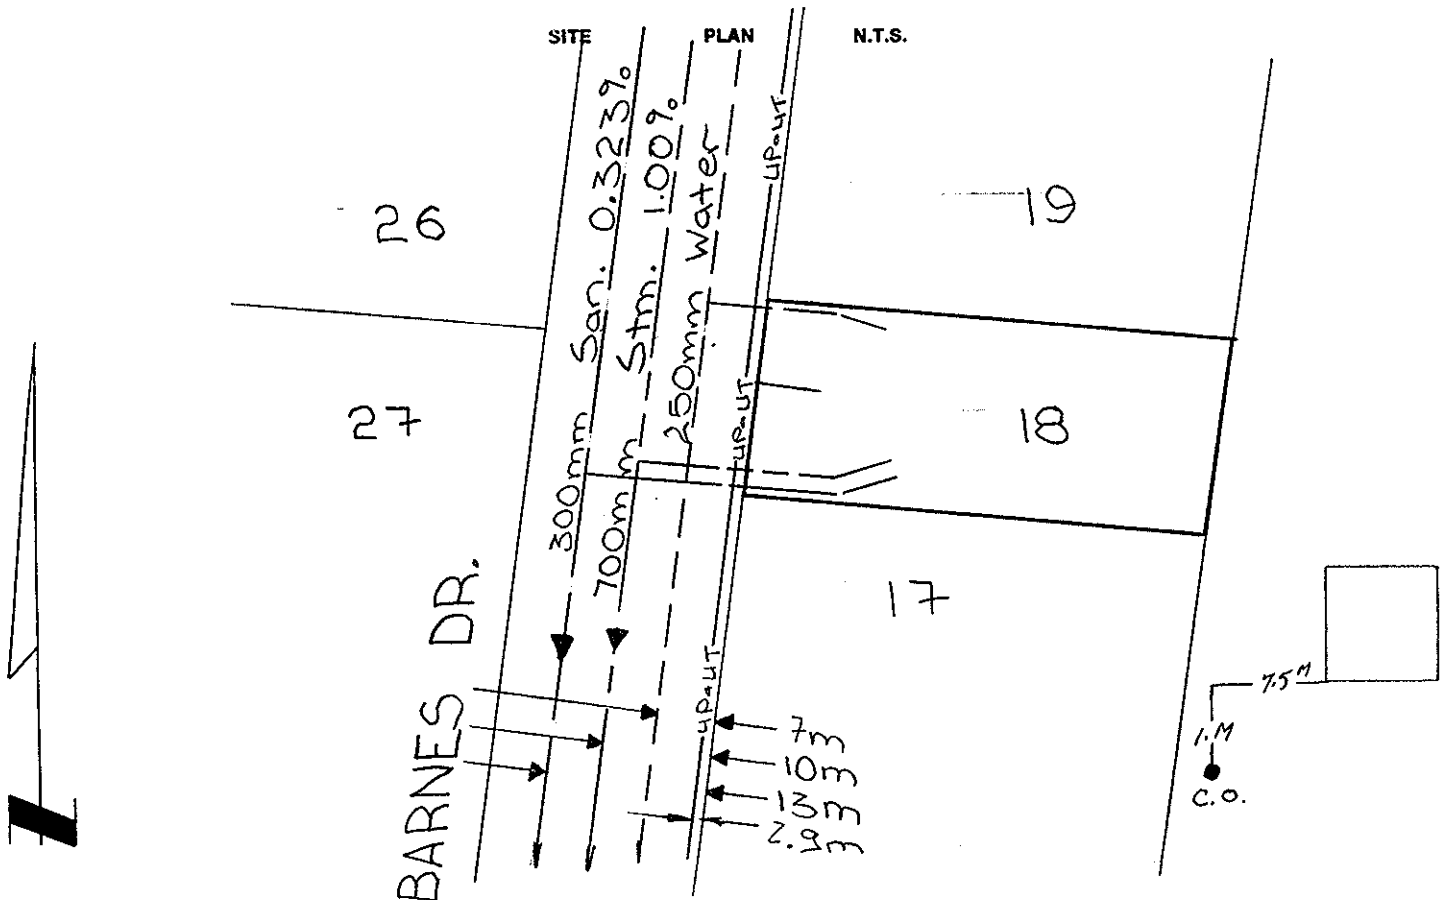 SITE PLAN N.T.S.
300mm San. 0.323%
700mm Stm. 1.00%
250mm Water
UP&UT
UP&UT
UP&UT
26
19
27
18
17
BARNES DR.
7m
10m
13m
2.9m
7.5M
1.M
C.O.